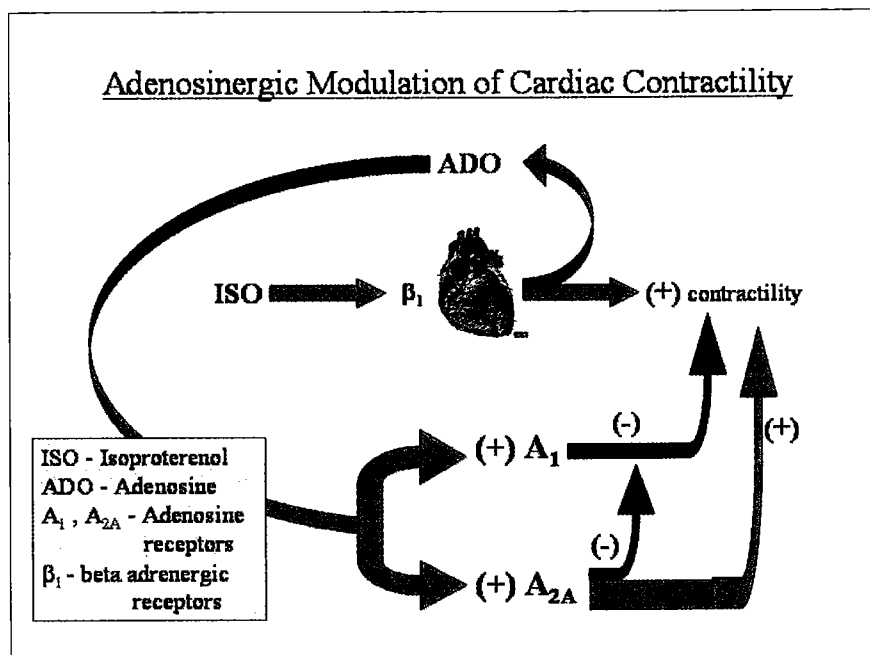 Adenosinergic Modulation of Cardiac Contractility
ADO
ISO
β₁
(+) contractility
(+) A₁
(-)
(+)
(-)
(+) A₂A
ISO - Isoproterenol
ADO - Adenosine
A₁ , A₂A - Adenosine
receptors
β₁ - beta adrenergic
receptors